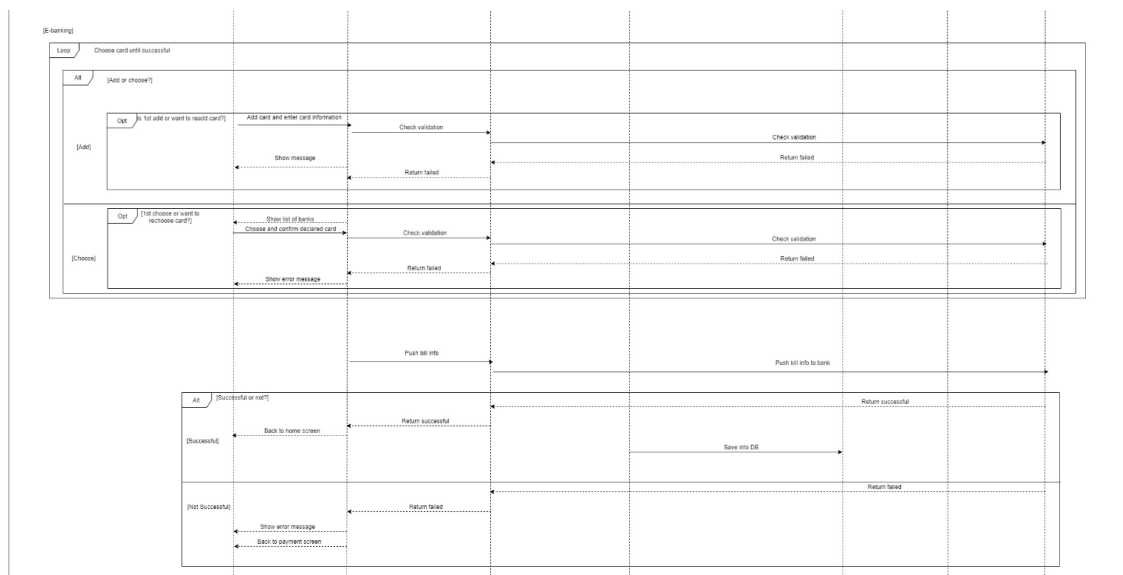 [E-banking]
Loop
Choose card until successful
Alt
[Add or choose?]
Opt
[Is 1st add or want to readd card?]
Add card and enter card information
Check validation
Check validation
[Add]
Show message
Return failed
Return failed
Opt
[1st choose or want to
rechoose card?]
Show list of banks
Choose and confirm declared card
Check validation
Check validation
[Choose]
Return failed
Return failed
Show error message
Push bill info
Push bill info to bank
Alt
[Successful or not?]
Return successful
Return successful
Back to home screen
[Successful]
Save into DB
Return failed
[Not Successful]
Return failed
Show error message
Back to payment screen